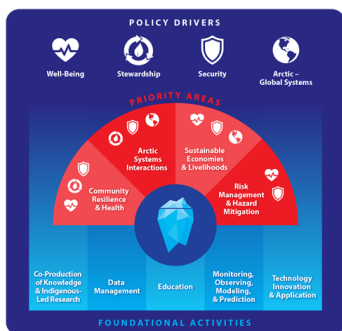 POLICY DRIVERS
Well-Being
Stewardship
Security
Arctic –
Global Systems
PRIORITY AREAS
Arctic
Systems
Interactions
Sustainable
Economies
& Livelihoods
Community
Resilience
& Health
Risk
Management
& Hazard
Mitigation
Co-Production
of Knowledge
& Indigenous-
Led Research
Data
Management
Education
Monitoring,
Observing,
Modeling,
& Prediction
Technology
Innovation
& Application
FOUNDATIONAL ACTIVITIES